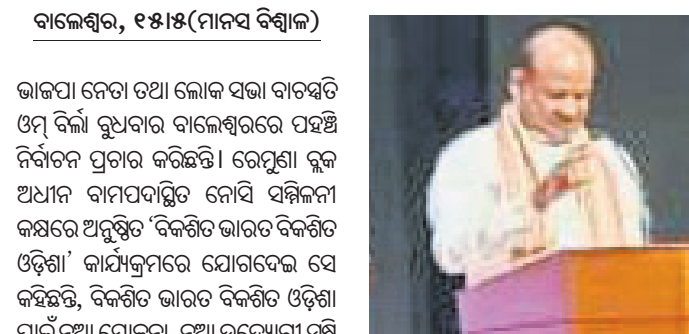 ବାଲେଶ୍ୱର, ୧୫।୫(ମାନସ ବିଶ୍ୱାଳ)
ଭାଜପା ନେତା ତଥା ଲୋକ ସଭା ବାଚସ୍ପତି
ଓମ୍ ବିର୍ଲା ବୁଧବାର ବାଲେଶ୍ୱରରେ ପହଞ୍ଚି
ନିର୍ବାଚନ ପ୍ରଚାର କରିଛନ୍ତି। ରେମୁଣା ବ୍ଲକ
ଅଧୀନ ବାମପଦାସ୍ଥିତ ନୋସି ସମ୍ମିଳନୀ
କକ୍ଷରେ ଅନୁଷ୍ଠିତ ‘ବିକଶିତ ଭାରତ ବିକଶିତ
ଓଡ଼ିଶା’ କାର୍ଯ୍ୟକ୍ରମରେ ଯୋଗଦେଇ ସେ
କହିଛନ୍ତି, ବିକଶିତ ଭାରତ ବିକଶିତ ଓଡ଼ିଶା